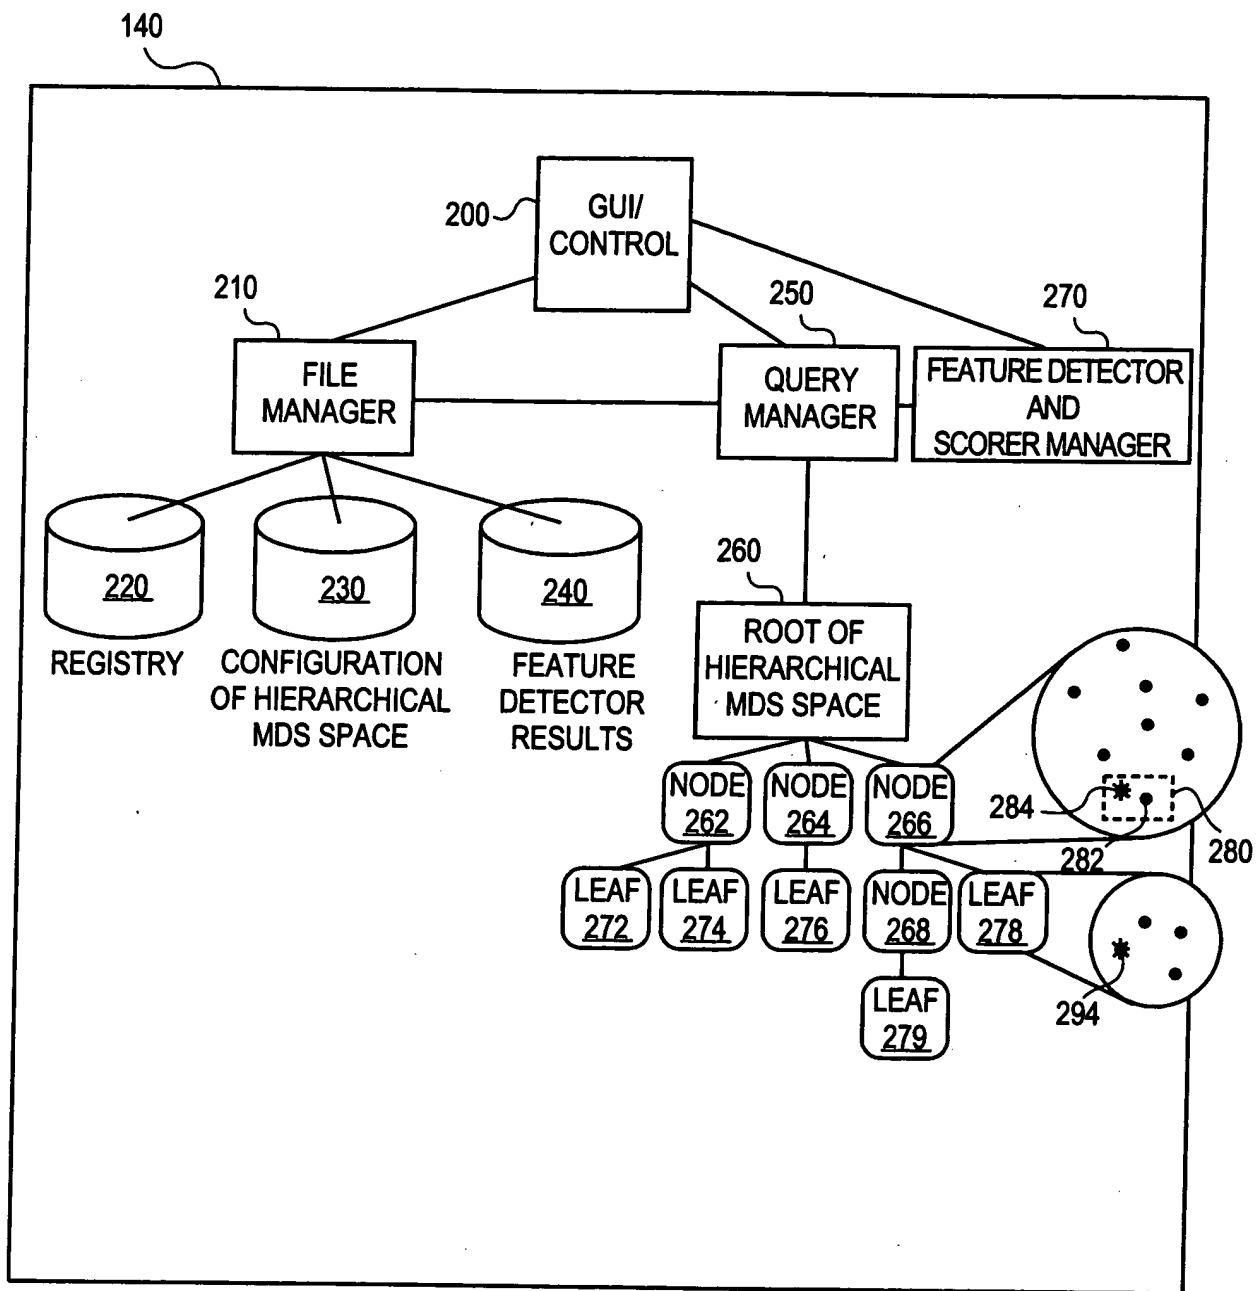 140
200
GUI/
CONTROL
210
FILE
MANAGER
250
QUERY
MANAGER
270
FEATURE DETECTOR
AND
SCORER MANAGER
220
REGISTRY
230
CONFIGURATION
OF HIERARCHICAL
MDS SPACE
240
FEATURE
DETECTOR
RESULTS
260
ROOT OF
HIERARCHICAL
MDS SPACE
NODE
262
NODE
264
NODE
266
284
282
280
LEAF
272
LEAF
274
LEAF
276
NODE
268
LEAF
278
294
LEAF
279